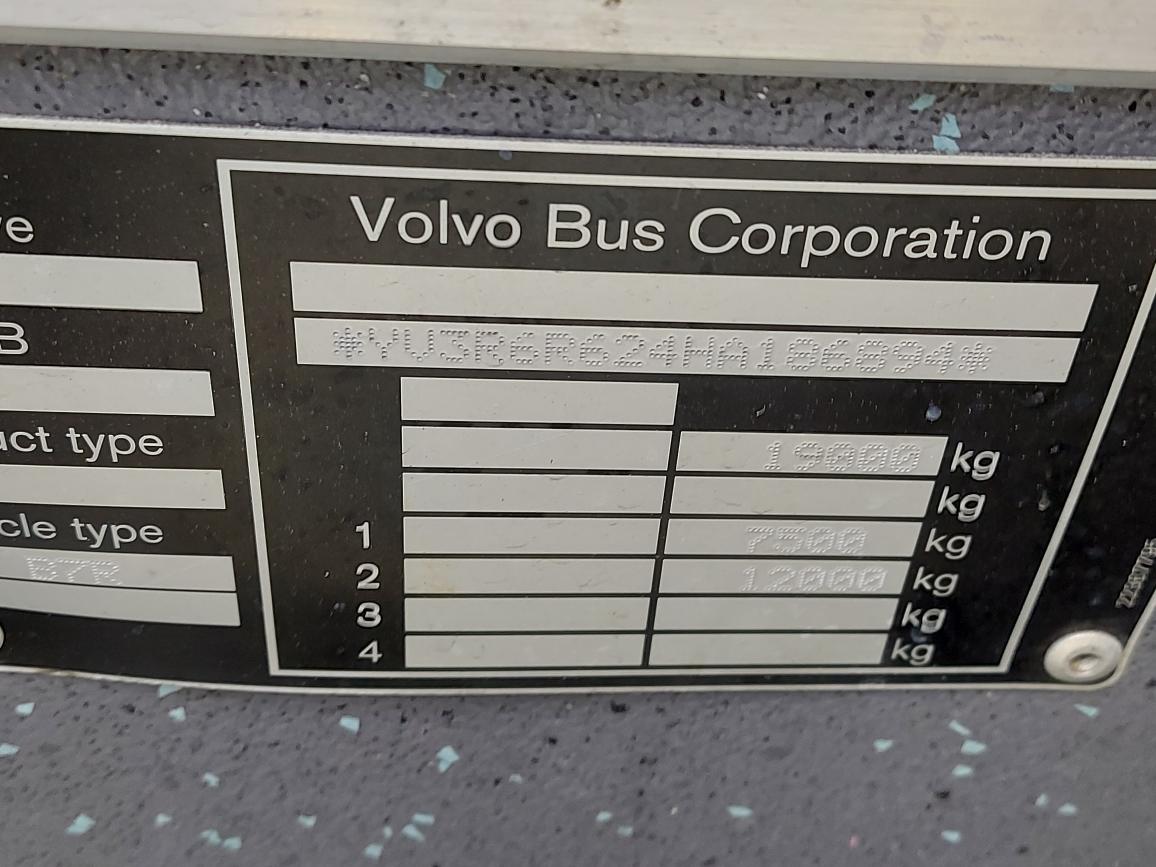 ve
B
uct type
cle type
B7R
Volvo Bus Corporation
*YV3R6R624HA186894*
19000 kg
kg
1 7500 kg
2 12000 kg
3 kg
4 kg